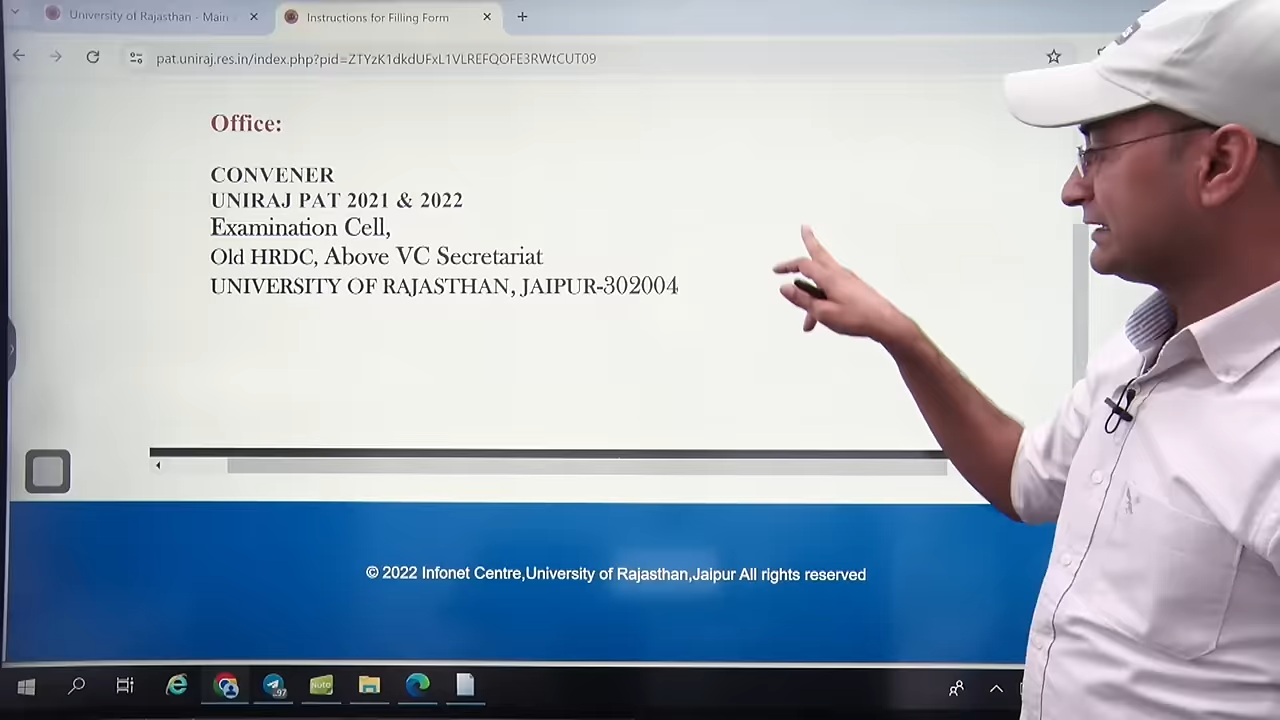 University of Rajasthan - Main
Instructions for Filling Form
pat.uniraj.res.in/index.php?pid=ZTYzK1dkdUFxL1VLREFQOFE3RWtCUT09
Office:
CONVENER
UNIRAJ PAT 2021 & 2022
Examination Cell,
Old HRDC, Above VC Secretariat
UNIVERSITY OF RAJASTHAN, JAIPUR-302004
© 2022 Infonet Centre,University of Rajasthan,Jaipur All rights reserved
97